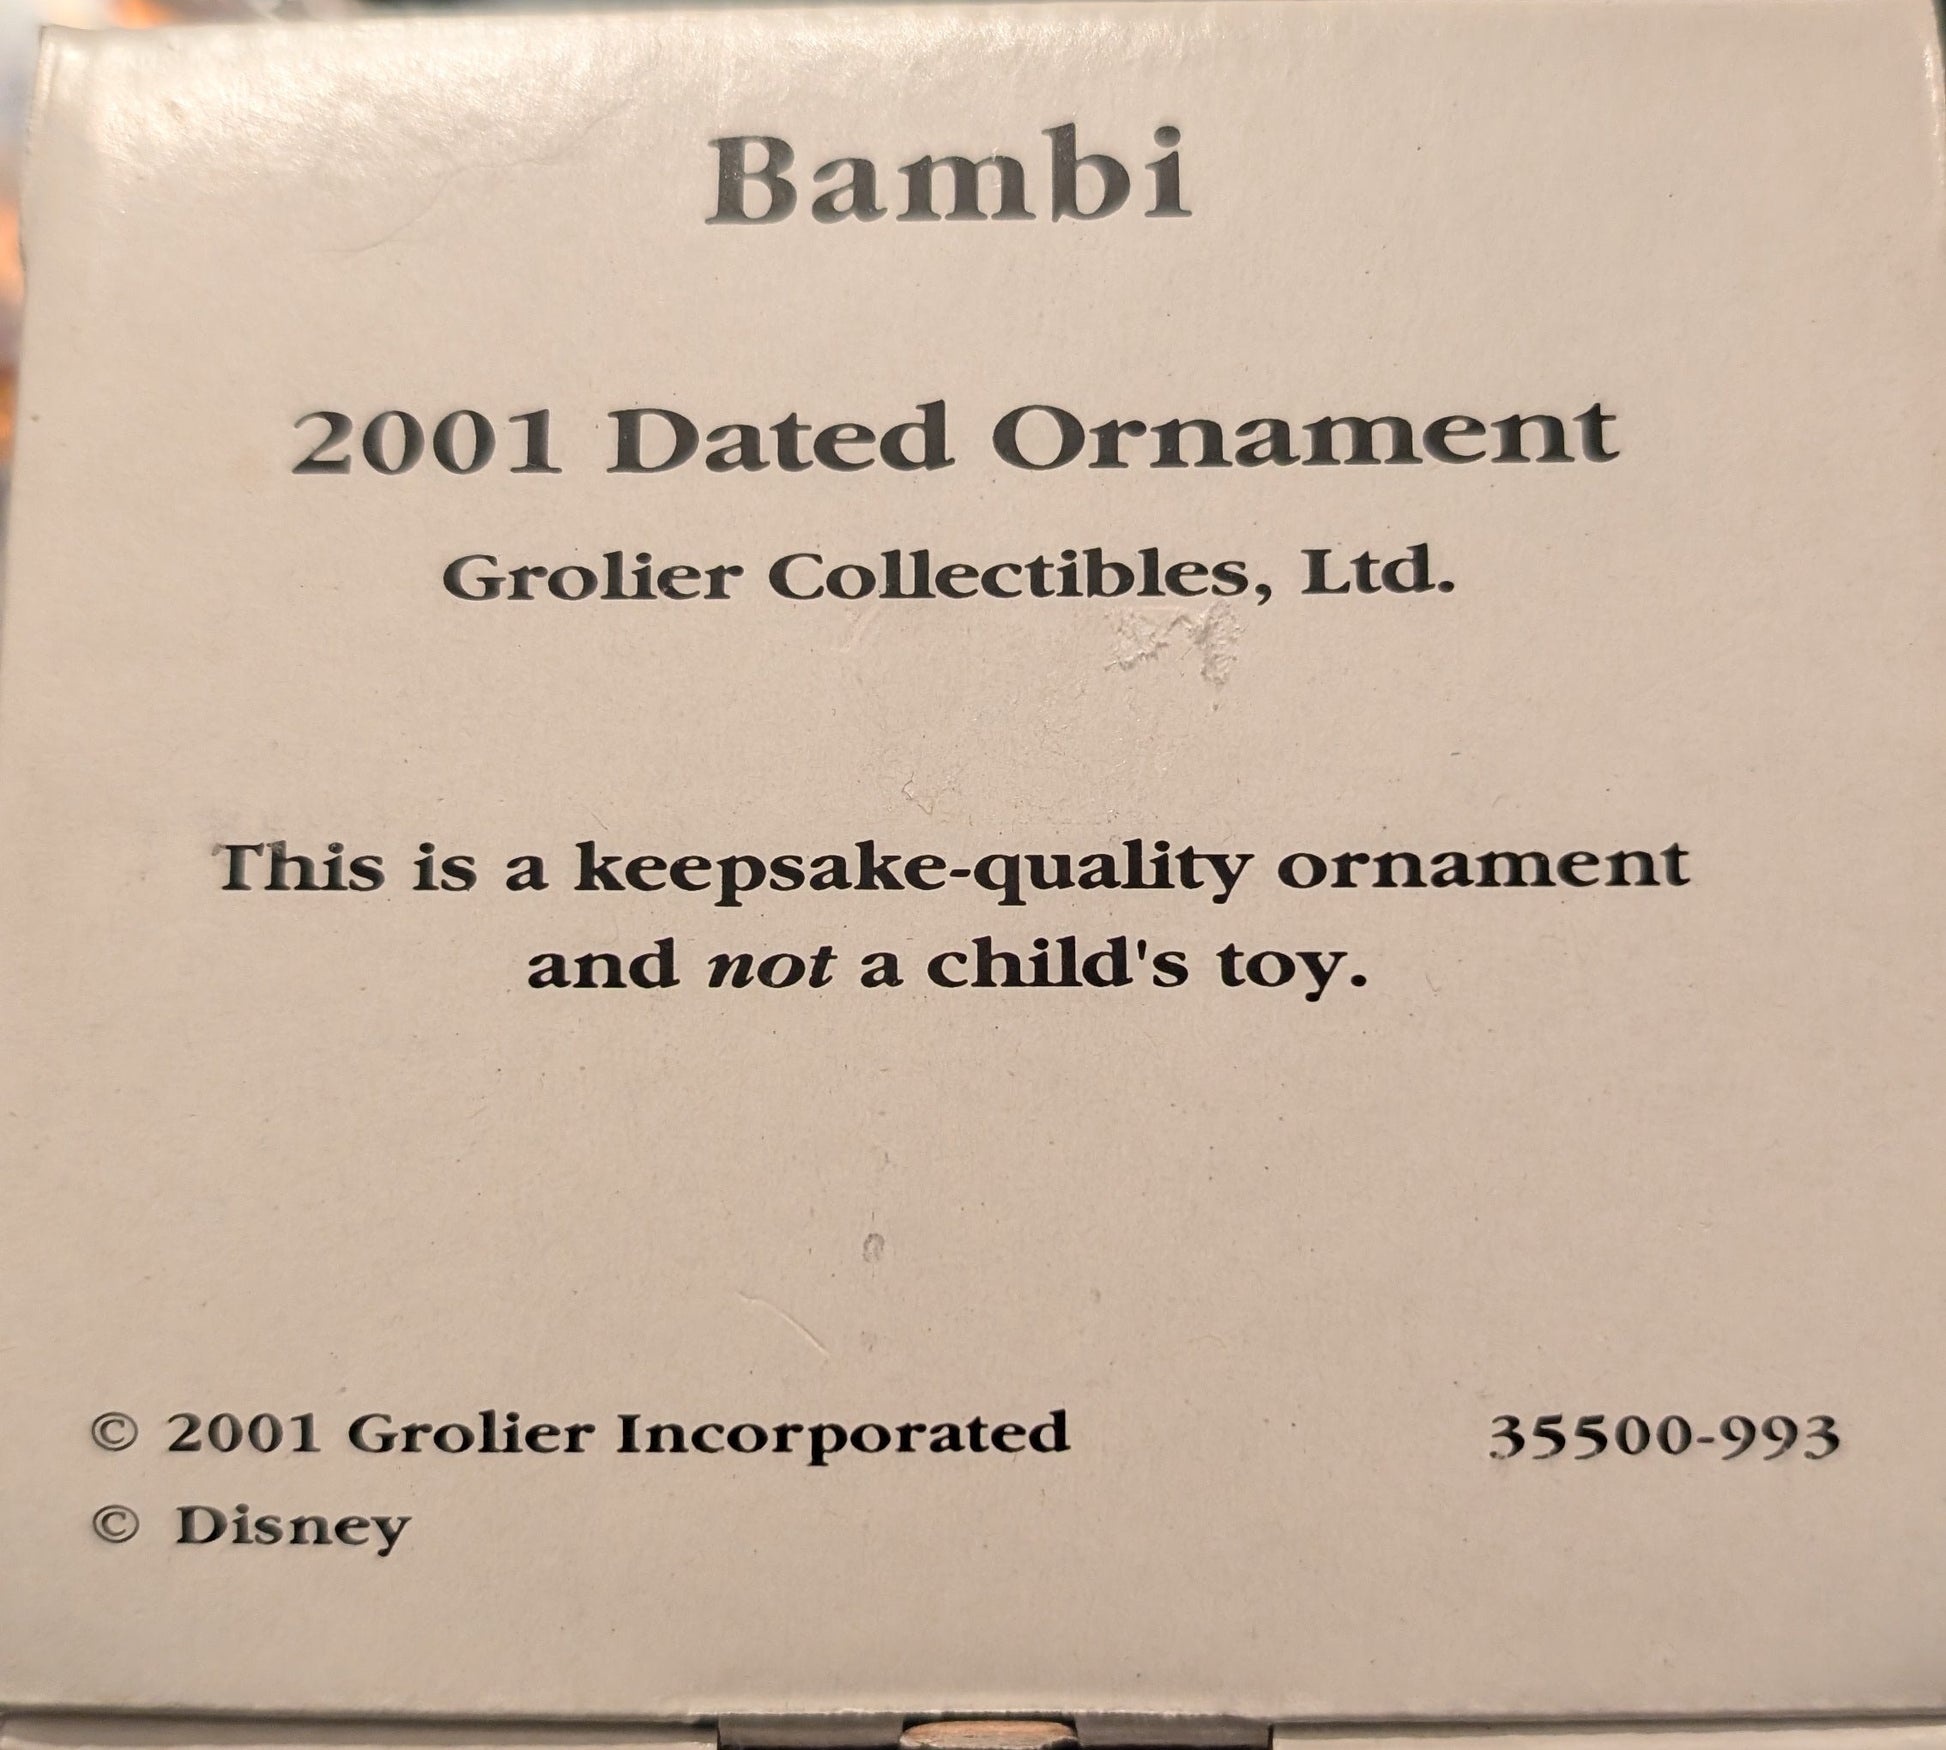 Bambi
2001 Dated Ornament
Grolier Collectibles, Ltd.
This is a keepsake-quality ornament
and not a child's toy.
© 2001 Grolier Incorporated
35500-993
© Disney